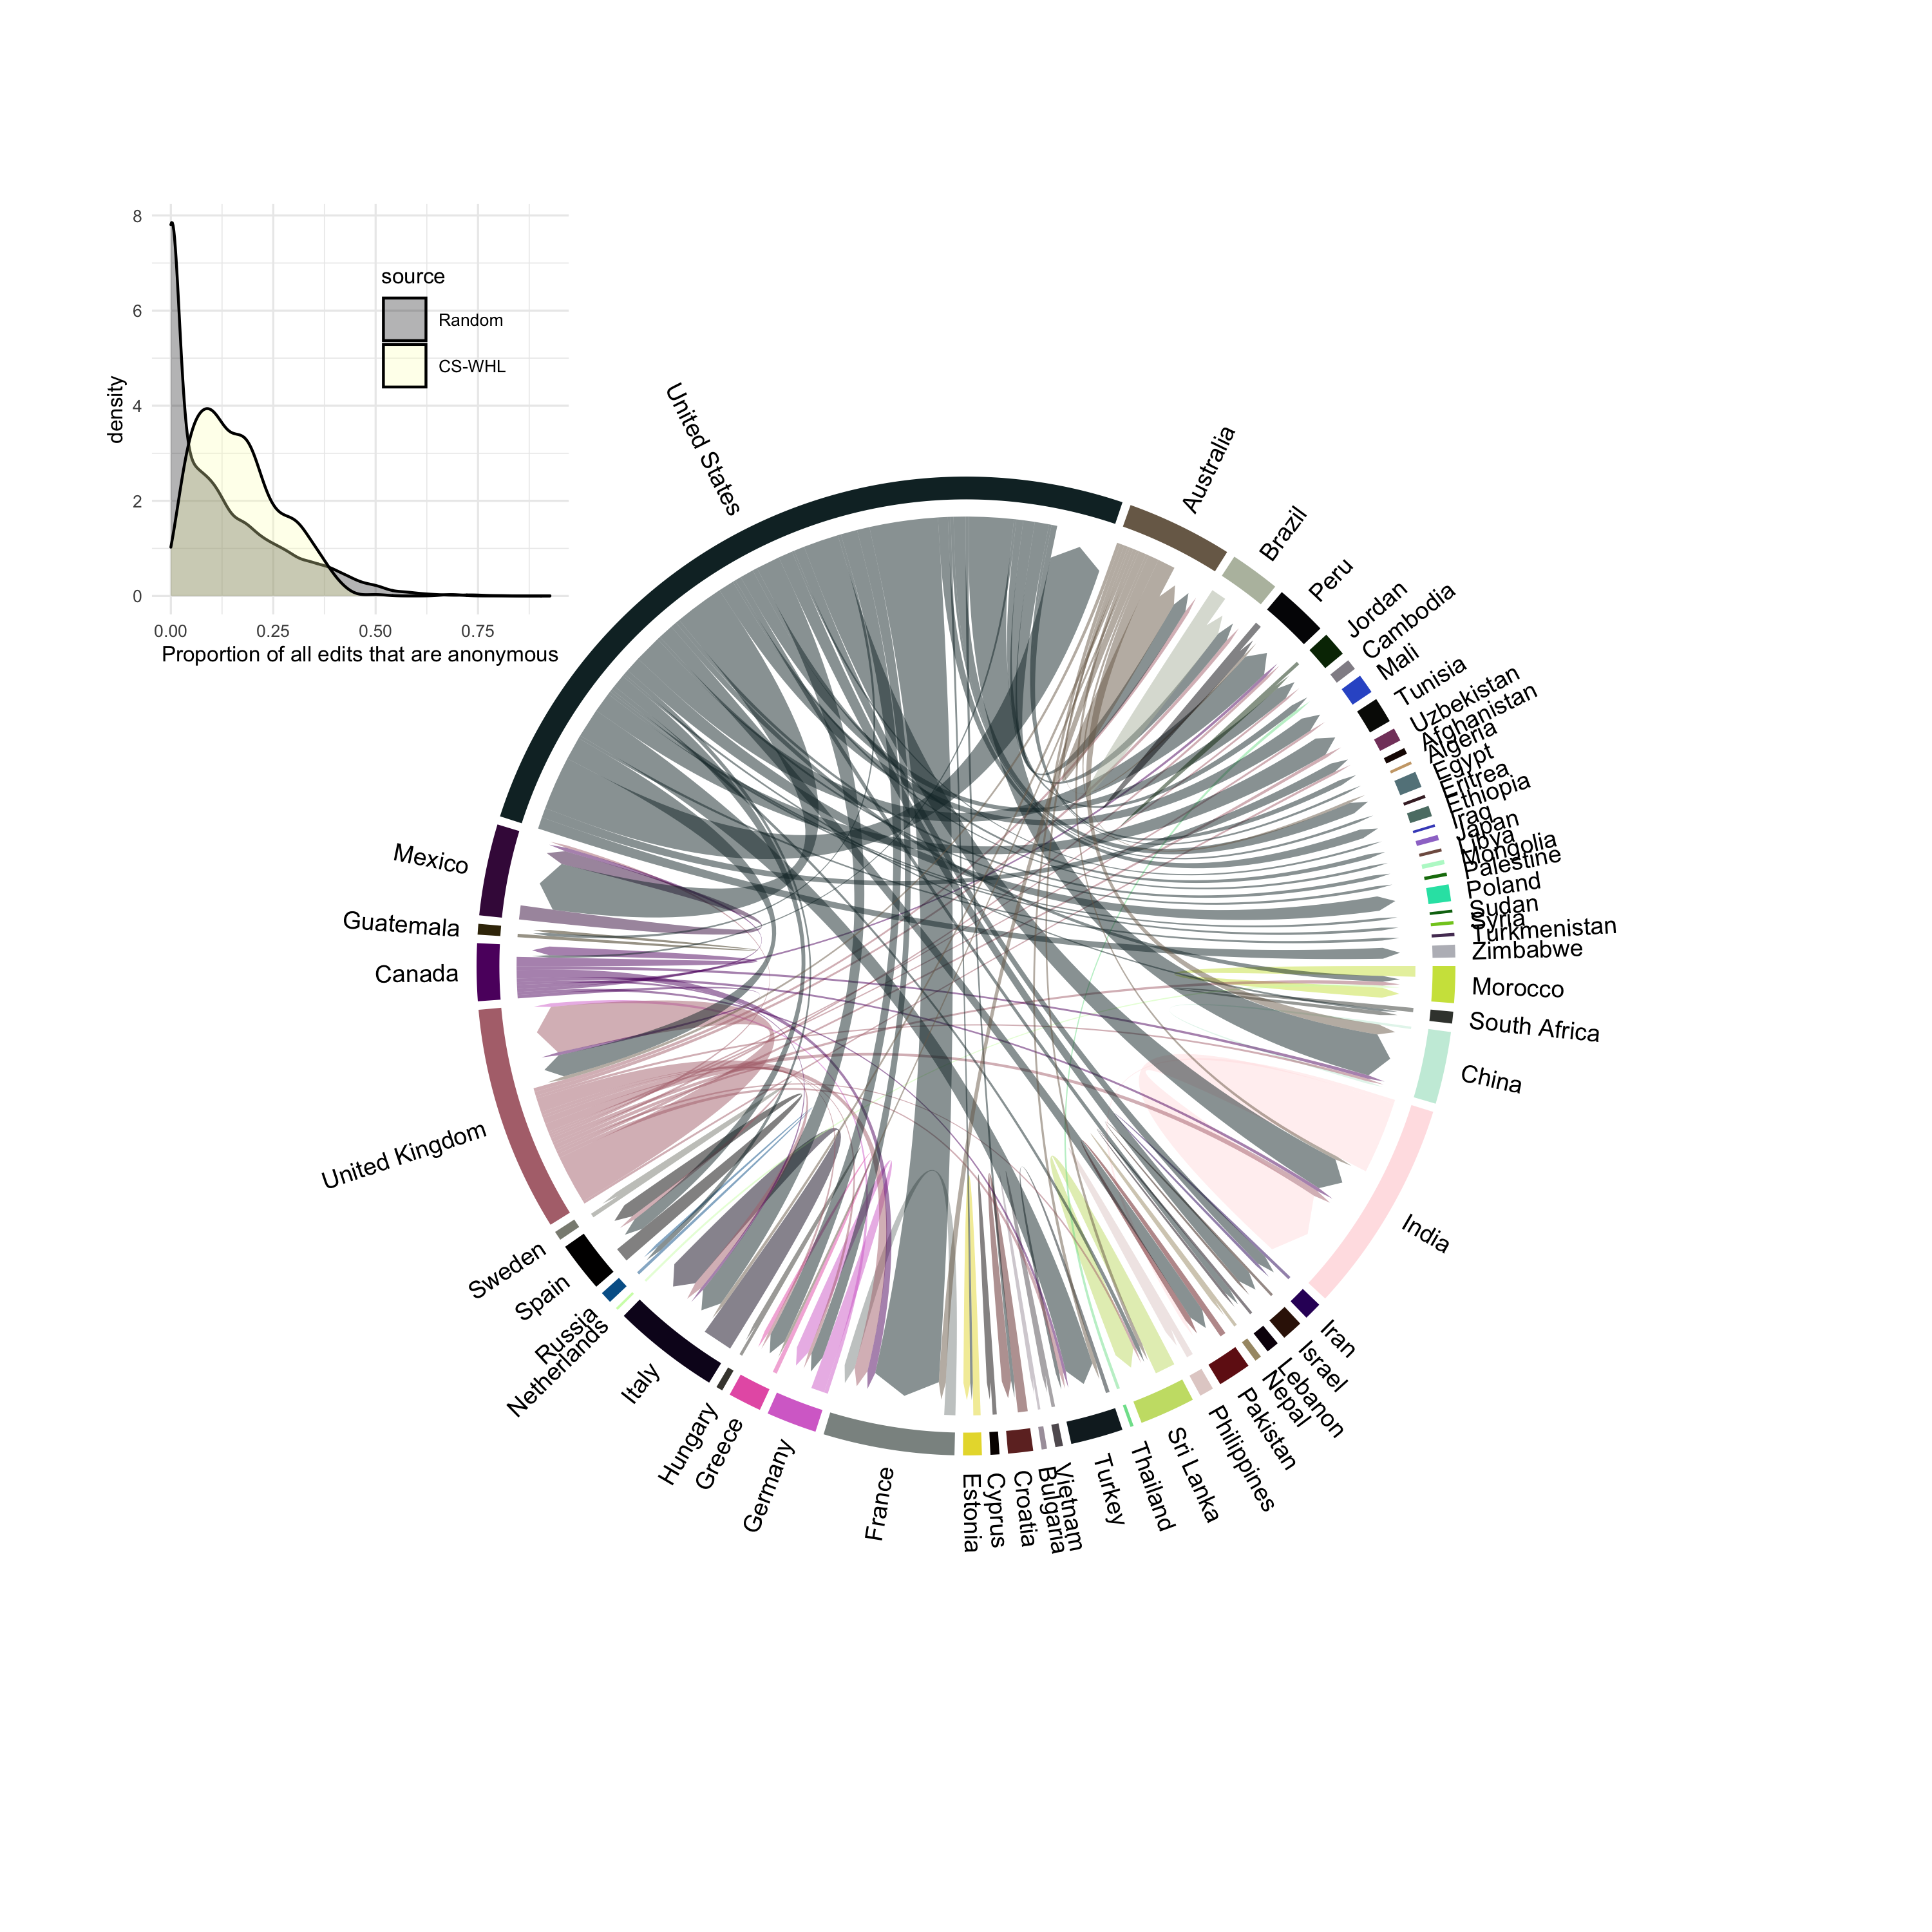 8
6
4
2
0
density
source
Random
CS-WHL
0.00 0.25 0.50 0.75
Proportion of all edits that are anonymous
United States
Australia
Brazil
Peru
Jordan
Cambodia
Mali
Tunisia
Uzbekistan
Afghanistan
Algeria
Egypt
Eritrea
Ethiopia
Iraq
Japan
Libya
Mongolia
Palestine
Poland
Sudan
Syria
Turkmenistan
Zimbabwe
Morocco
South Africa
China
India
Iran
Israel
Lebanon
Nepal
Pakistan
Philippines
Sri Lanka
Thailand
Turkey
Vietnam
Bulgaria
Croatia
Cyprus
Estonia
France
Germany
Greece
Hungary
Italy
Netherlands
Russia
Spain
Sweden
United Kingdom
Canada
Guatemala
Mexico